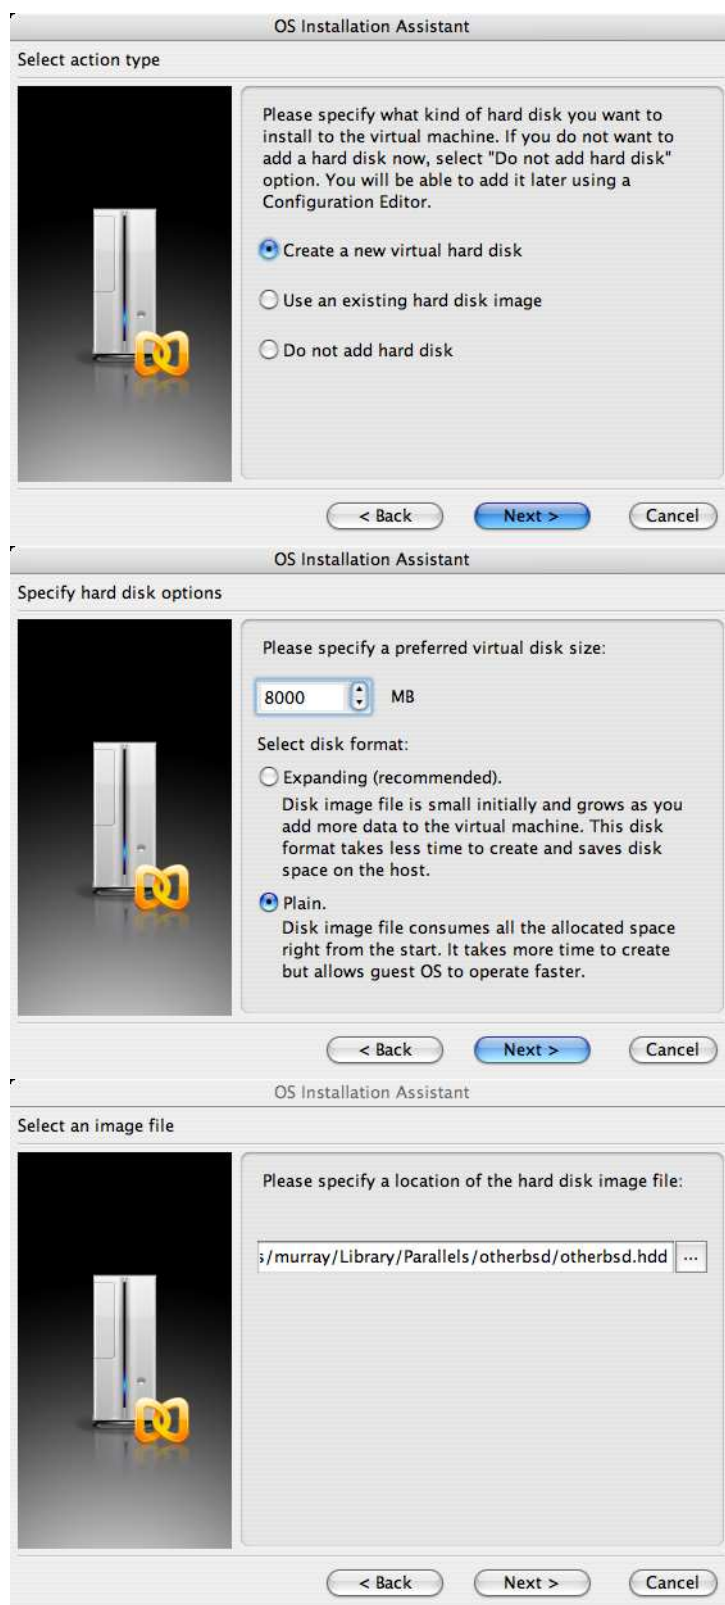 OS Installation Assistant
Select action type
Please specify what kind of hard disk you want to
install to the virtual machine. If you do not want to
add a hard disk now, select "Do not add hard disk"
option. You will be able to add it later using a
Configuration Editor.
Create a new virtual hard disk
Use an existing hard disk image
Do not add hard disk
< Back
Next >
Cancel
OS Installation Assistant
Specify hard disk options
Please specify a preferred virtual disk size:
8000
MB
Select disk format:
Expanding (recommended).
Disk image file is small initially and grows as you
add more data to the virtual machine. This disk
format takes less time to create and saves disk
space on the host.
Plain.
Disk image file consumes all the allocated space
right from the start. It takes more time to create
but allows guest OS to operate faster.
< Back
Next >
Cancel
OS Installation Assistant
Select an image file
Please specify a location of the hard disk image file:
s/murray/Library/Parallels/otherbsd/otherbsd.hdd
...
< Back
Next >
Cancel